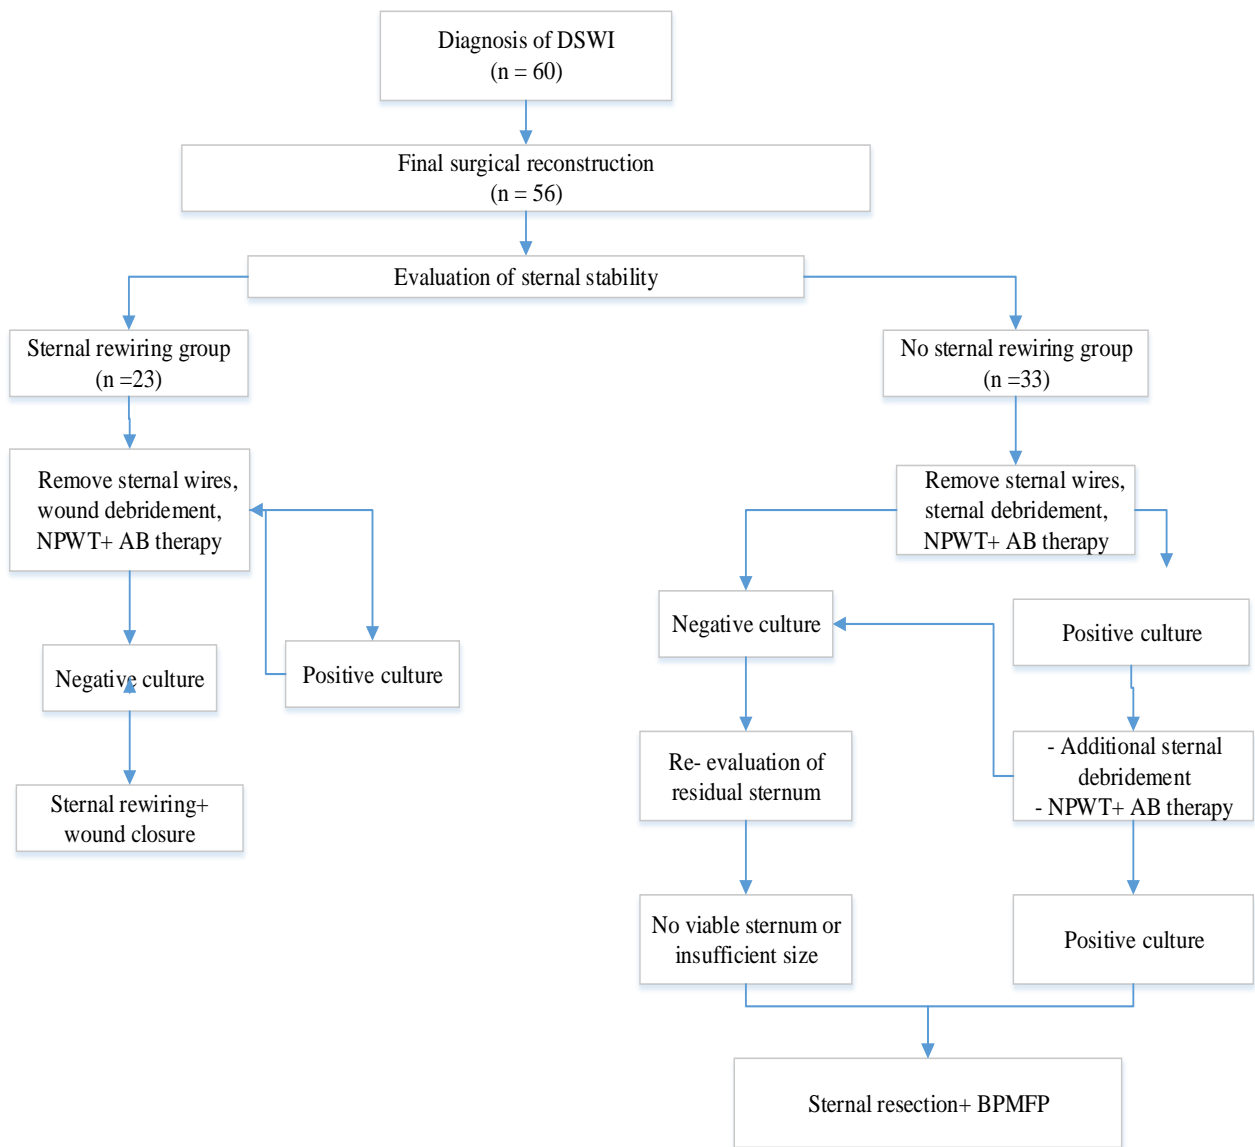 Diagnosis of DSWI
(n = 60)
Final surgical reconstruction
(n = 56)
Evaluation of sternal stability
Sternal rewiring group
(n =23)
No sternal rewiring group
(n =33)
Remove sternal wires,
wound debridement,
NPWT+ AB therapy
Remove sternal wires,
sternal debridement,
NPWT+ AB therapy
Negative culture
Positive culture
Negative culture
Positive culture
Sternal rewiring+
wound closure
Re- evaluation of
residual sternum
- Additional sternal
debridement
- NPWT+ AB therapy
No viable sternum or
insufficient size
Positive culture
Sternal resection+ BPMFP